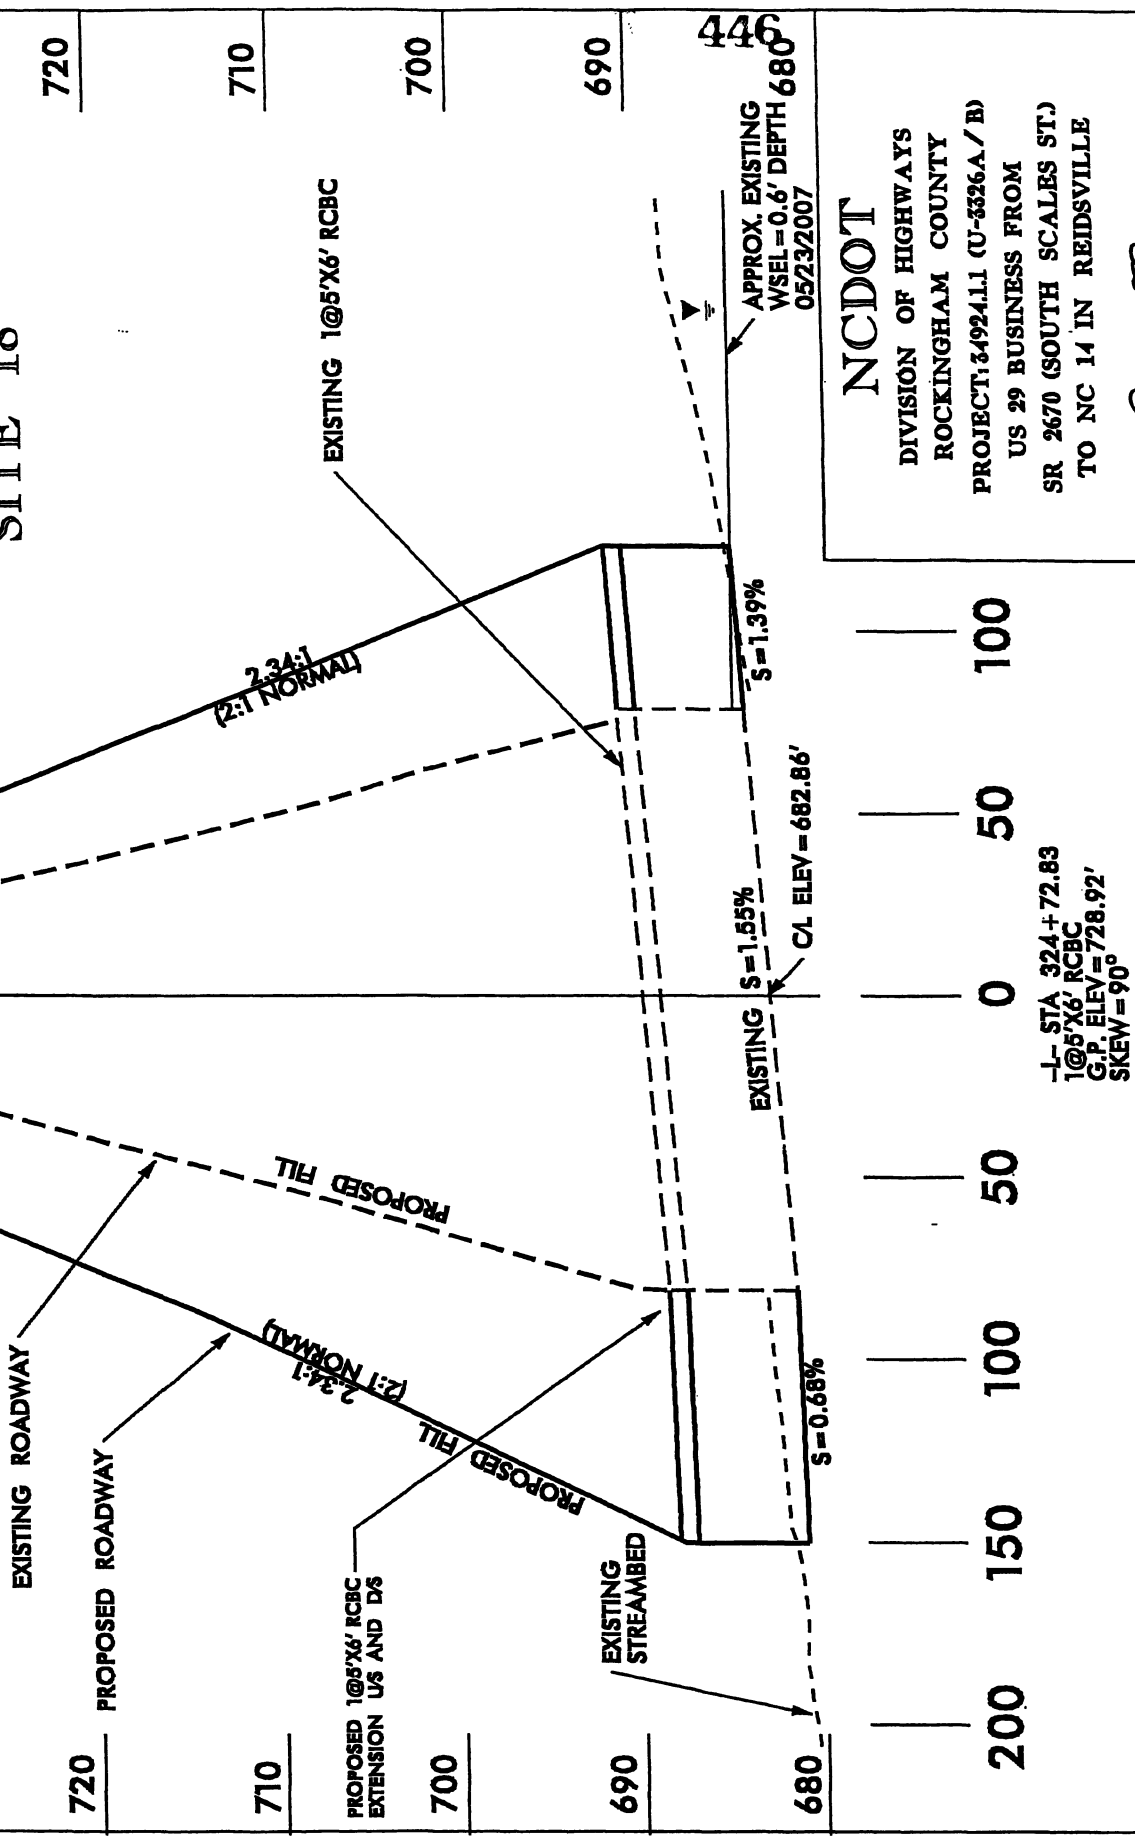 SITE 18
446
720
710
700
690
680
720
710
700
690
680
EXISTING ROADWAY
PROPOSED ROADWAY
PROPOSED 1@5'X6' RCBC
EXTENSION U/S AND D/S
EXISTING
STREAMBED
PROPOSED FILL
2.34:1
(2:1 NORMAL)
PROPOSED FILL
2.34:1
(2:1 NORMAL)
EXISTING 1@5'X6' RCBC
APPROX. EXISTING
WSEL=0.6' DEPTH
05/23/2007
S=0.68%
EXISTING S=1.55%
C/L ELEV=682.86'
S=1.39%
200
150
100
50
0
50
100
-L- STA 324+72.83
1@5'X6' RCBC
G.P. ELEV=728.92'
SKEW=90°
NCDOT
DIVISION OF HIGHWAYS
ROCKINGHAM COUNTY
PROJECT:34924.1.1 (U-3326A/B)
US 29 BUSINESS FROM
SR 2670 (SOUTH SCALES ST.)
TO NC 14 IN REIDSVILLE